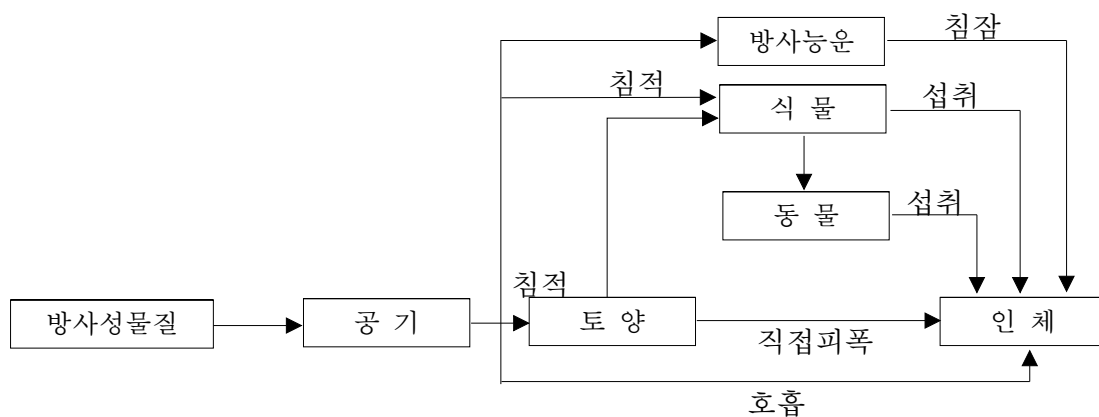 방사능운
침잠
침적
식 물
섭취
동 물
섭취
침적
방사성물질
공 기
토 양
직접피폭
인 체
호흡